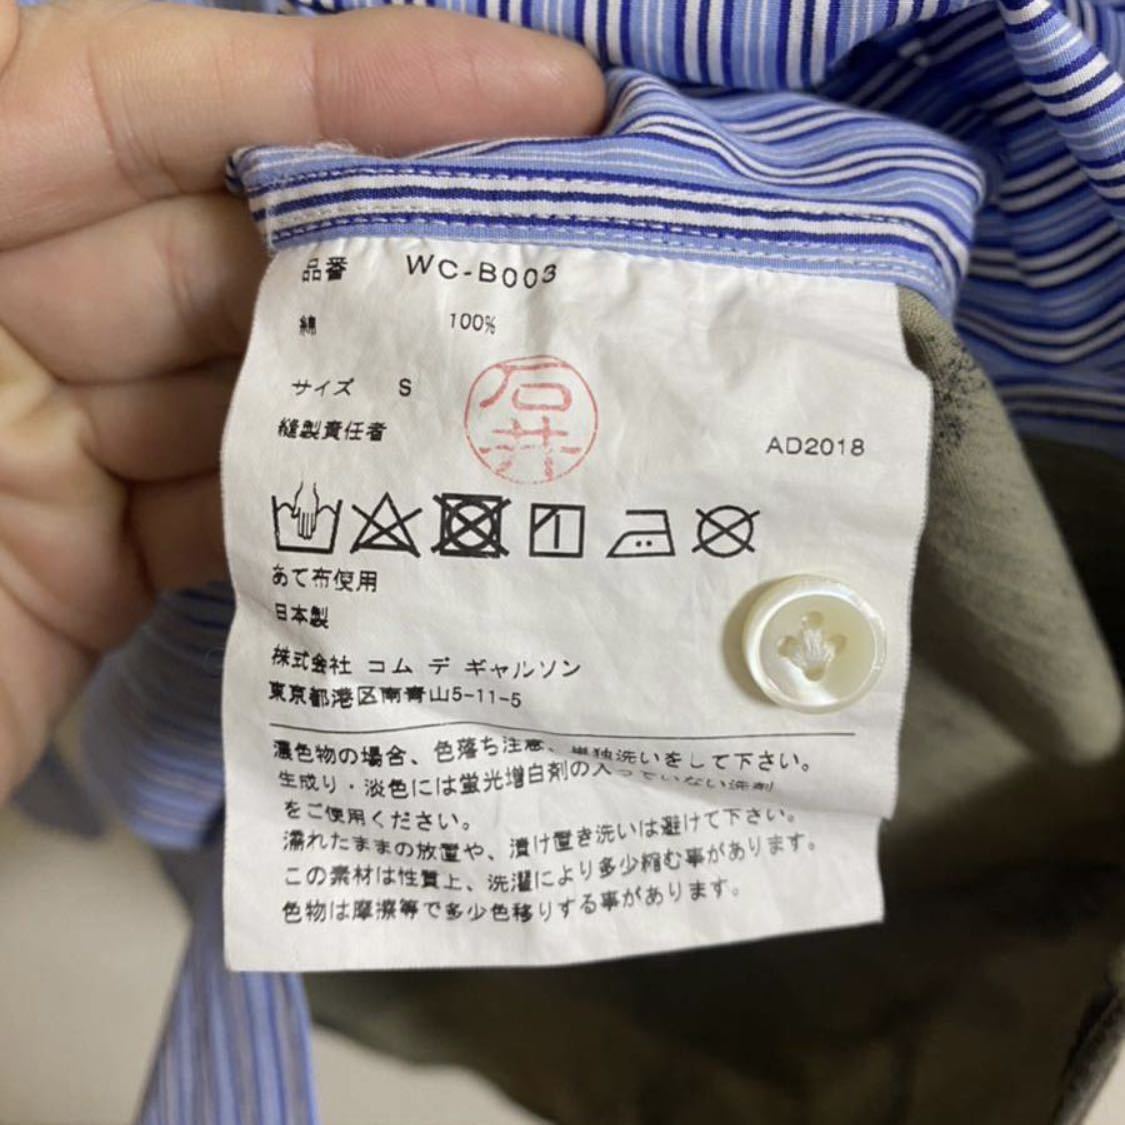 品番 WC-B003
綿 100%
サイズ S
石井
縫製責任者
AD2018
あて布使用
日本製
株式会社 コム デ ギャルソン
東京都港区南青山5-11-5
濃色物の場合、色落ち注意、単独洗いをして下さい。
生成り・淡色には蛍光増白剤の入っていない洗剤
をご使用ください。
濡れたままの放置や、漬け置き洗いは避けて下さい。
この素材は性質上、洗濯により多少縮む事があります。
色物は摩擦等で多少色移りする事があります。